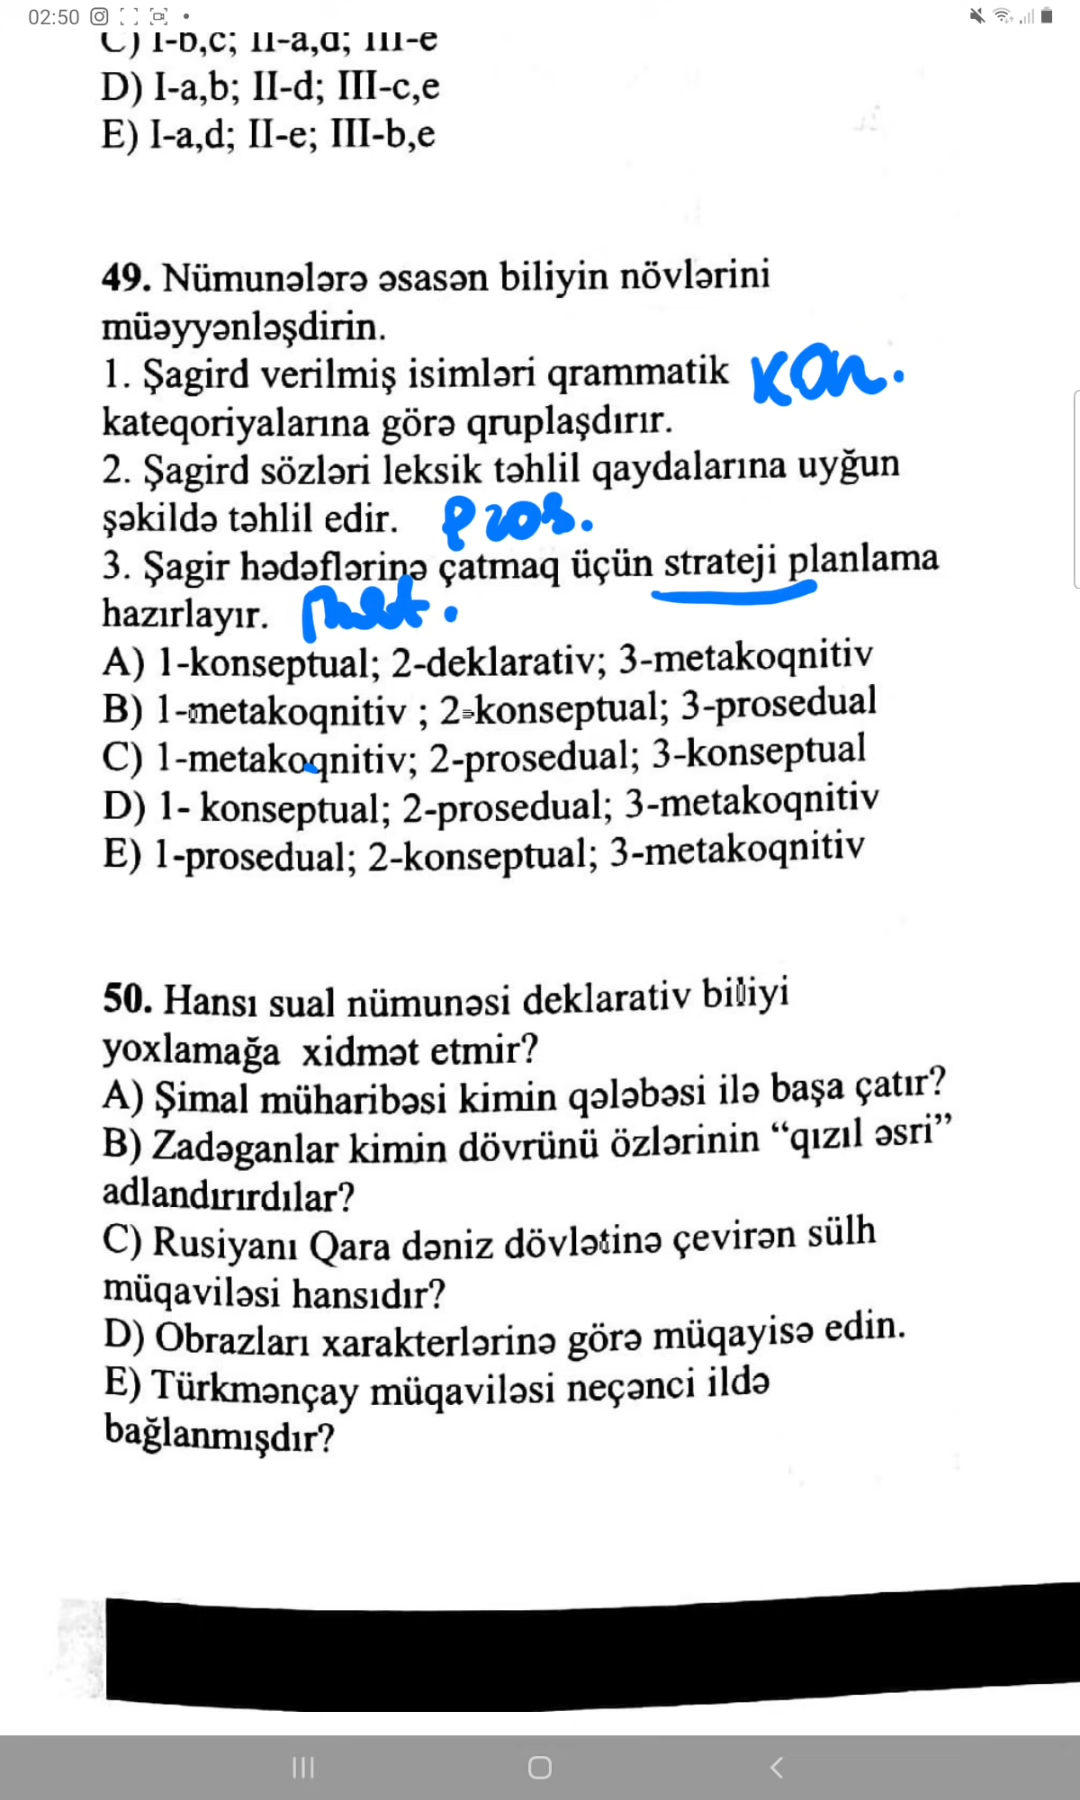 02:50
C) I-b,c; II-a,d; III-e
D) I-a,b; II-d; III-c,e
E) I-a,d; II-e; III-b,e
49. Nümunələrə əsasən biliyin növlərini
müəyyənləşdirin.
1. Şagird verilmiş isimləri qrammatik kon.
kateqoriyalarına görə qruplaşdırır.
2. Şagird sözləri leksik təhlil qaydalarına uyğun
şəkildə təhlil edir. pros.
3. Şagir hədəflərinə çatmaq üçün strateji planlama
hazırlayır. met.
A) 1-konseptual; 2-deklarativ; 3-metakoqnitiv
B) 1-metakoqnitiv ; 2-konseptual; 3-prosedual
C) 1-metakoqnitiv; 2-prosedual; 3-konseptual
D) 1- konseptual; 2-prosedual; 3-metakoqnitiv
E) 1-prosedual; 2-konseptual; 3-metakoqnitiv
50. Hansı sual nümunəsi deklarativ biliyi
yoxlamağa xidmət etmir?
A) Şimal müharibəsi kimin qələbəsi ilə başa çatır?
B) Zadəganlar kimin dövrünü özlərinin “qızıl əsri”
adlandırırdılar?
C) Rusiyanı Qara dəniz dövlətinə çevirən sülh
müqaviləsi hansıdır?
D) Obrazları xarakterlərinə görə müqayisə edin.
E) Türkmənçay müqaviləsi neçənci ildə
bağlanmışdır?